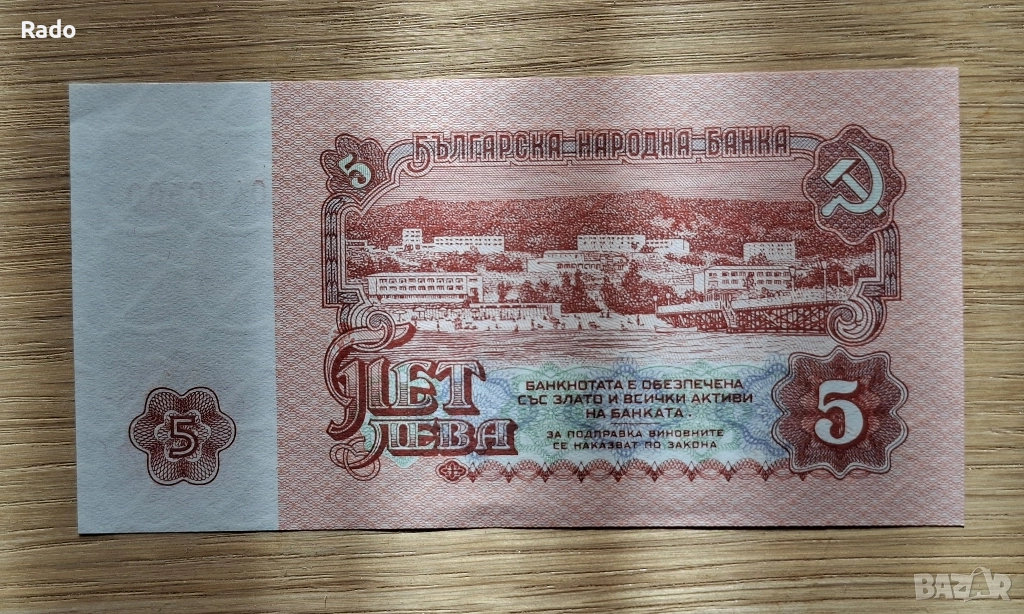 Rado
БЪЛГАРСКА НАРОДНА БАНКА
5
ПЕТ
ЛЕВА
БАНКНОТАТА Е ОБЕЗПЕЧЕНА
СЪС ЗЛАТО И ВСИЧКИ АКТИВИ
НА БАНКАТА.
ЗА ПОДПРАВКА ВИНОВНИТЕ
СЕ НАКАЗВАТ ПО ЗАКОНА
5
5
BAZAR